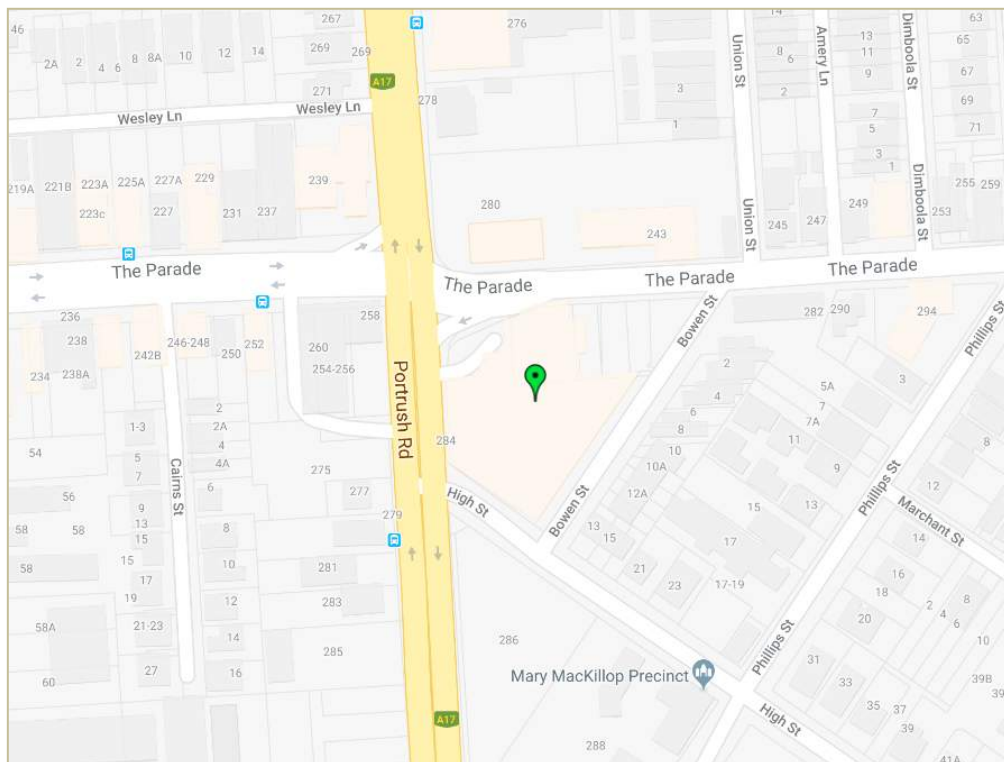 46
2A
2
4
6
8
8A
10
12
14
267
269
269
271
A17
276
278
Wesley Ln
Wesley Ln
Union St
14
8
6
2
3
1
Amery Ln
13
11
9
7
5
3
1
Dimboola St
63
65
67
69
71
219A
221B
223A
223c
225A
227A
227
229
231
237
239
280
243
Union St
245
247
249
Dimboola St
253
255
259
The Parade
The Parade
The Parade
The Parade
236
238
238A
234
242B
246-248
250
252
258
260
254-256
Portrush Rd
284
Bowen St
282
290
294
Phillips St
2
4
6
8
10
10A
12A
Bowen St
5A
7
7A
11
9
3
13
15
Phillips St
12
Marchant St
14
16
18
20
2
4
6
8
10
54
56
58
58
58
58A
60
1-3
5
7
9
13
15
15
17
19
21-23
27
Cairns St
2
2A
4
4A
6
8
10
12
14
16
275
277
279
281
283
285
High St
13
15
21
23
17
17-19
286
Mary MacKillop Precinct
288
Phillips St
High St
31
33
35
37
39
39B
39
41A
A17